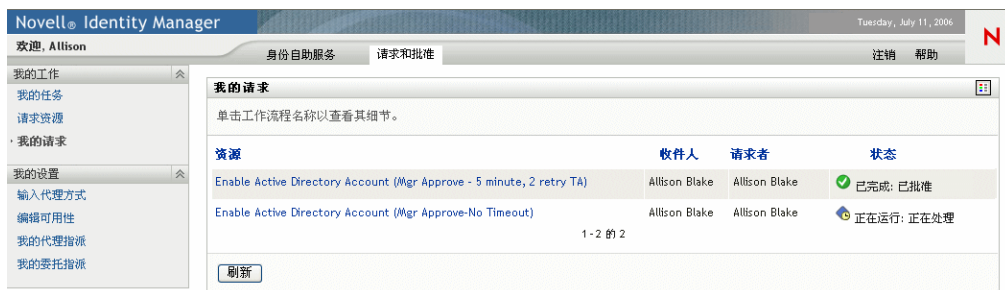 Novell® Identity Manager
Tuesday, July 11, 2006
N
欢迎, Allison
身份自助服务
请求和批准
注销 帮助
我的工作
我的任务
请求资源
· 我的请求
我的设置
输入代理方式
编辑可用性
我的代理指派
我的委托指派
我的请求
单击工作流程名称以查看其细节。
资源 收件人 请求者 状态
Enable Active Directory Account (Mgr Approve - 5 minute, 2 retry TA) Allison Blake Allison Blake 已完成: 已批准
Enable Active Directory Account (Mgr Approve-No Timeout) Allison Blake Allison Blake 正在运行: 正在处理
1-2 的 2
刷新